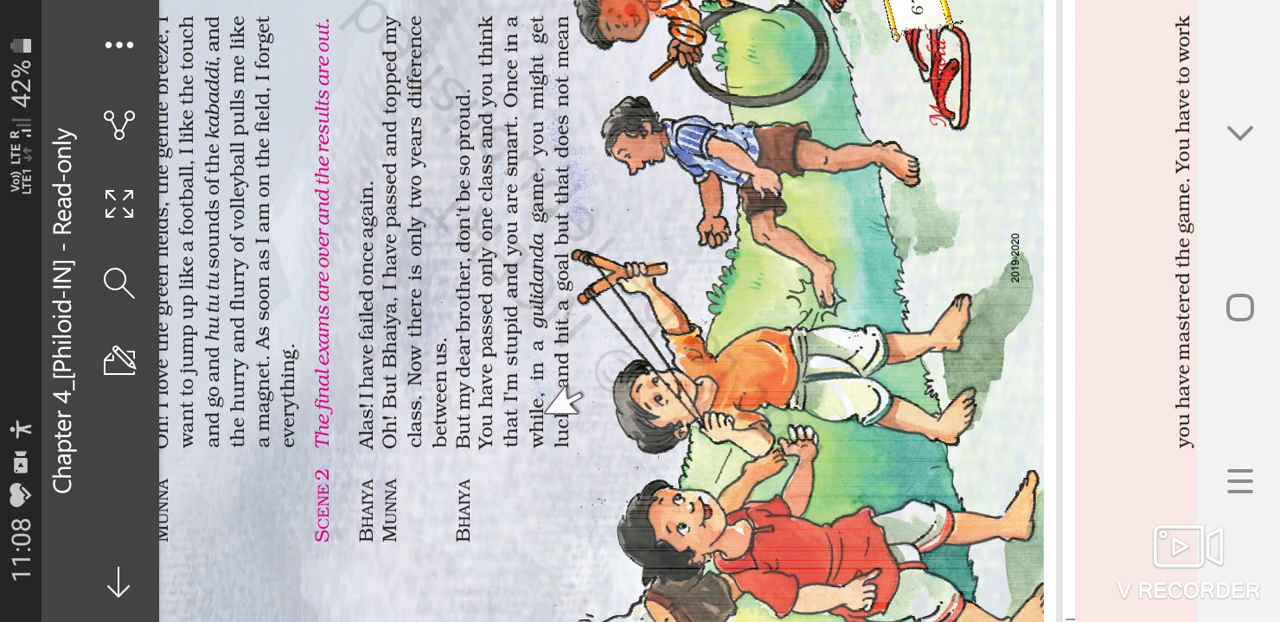 11:08
Vo)) LTE R
LTE1
42%
Chapter 4_[Philoid-IN] - Read-only
MUNNA Oh! I love the green fields, the gentle breeze, I
want to jump up like a football, I like the touch
and go and hu tu tu sounds of the kabaddi, and
the hurry and flurry of volleyball pulls me like
a magnet. As soon as I am on the field, I forget
everything.
SCENE 2 The final exams are over and the results are out.
BHAIYA Alas! I have failed once again.
MUNNA Oh! But Bhaiya, I have passed and topped my
class. Now there is only two years difference
between us.
BHAIYA But my dear brother, don't be so proud.
You have passed only one class and you think
that I'm stupid and you are smart. Once in a
while, in a gullidanda game, you might get
luck and hit a goal but that does not mean
67
2019-2020
you have mastered the game. You have to work
V RECORDER